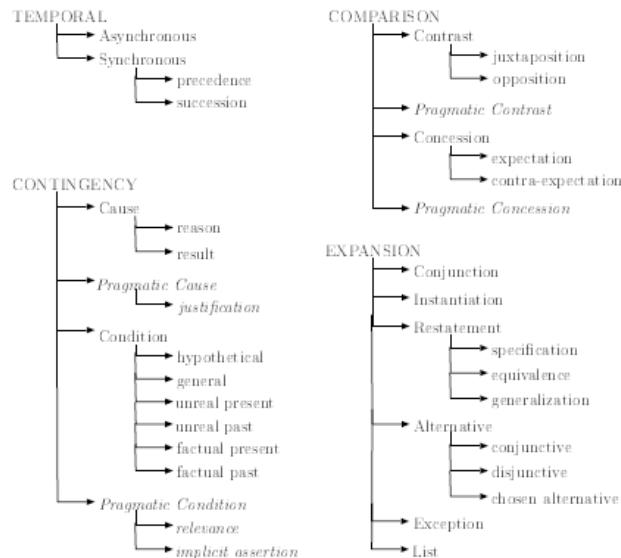 TEMPORAL
Asynchronous
Synchronous
precedence
succession
CONTINGENCY
Cause
reason
result
Pragmatic Cause
justification
Condition
hypothetical
general
unreal present
unreal past
factual present
factual past
Pragmatic Condition
relevance
implicit assertion
COMPARISON
Contrast
juxtaposition
opposition
Pragmatic Contrast
Concession
expectation
contra-expectation
Pragmatic Concession
EXPANSION
Conjunction
Instantiation
Restatement
specification
equivalence
generalization
Alternative
conjunctive
disjunctive
chosen alternative
Exception
List